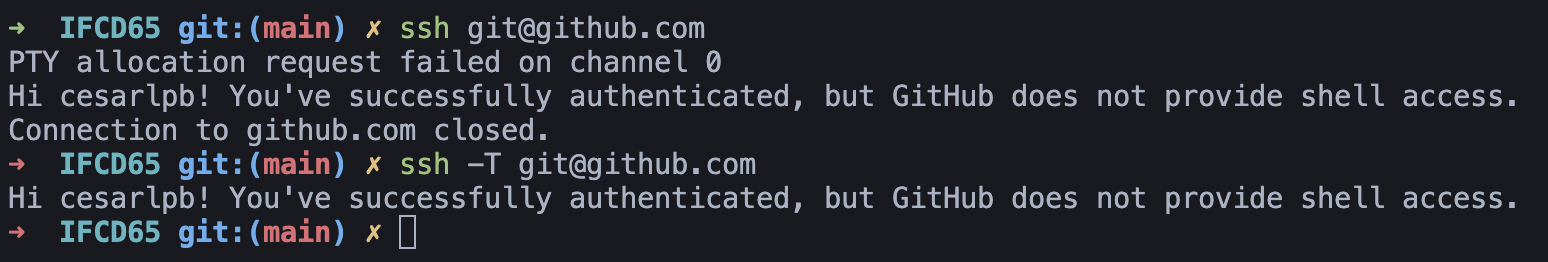 ➜  IFCD65 git:(main) ✗ ssh git@github.com
PTY allocation request failed on channel 0
Hi cesarlpb! You've successfully authenticated, but GitHub does not provide shell access.
Connection to github.com closed.
➜  IFCD65 git:(main) ✗ ssh -T git@github.com
Hi cesarlpb! You've successfully authenticated, but GitHub does not provide shell access.
➜  IFCD65 git:(main) ✗